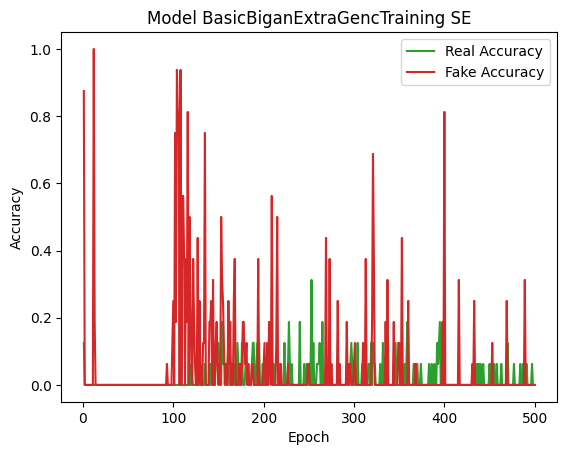 Model BasicBiganExtraGencTraining SE
Real Accuracy
Fake Accuracy
1.0
0.8
0.6
0.4
0.2
0.0
Accuracy
0 100 200 300 400 500
Epoch